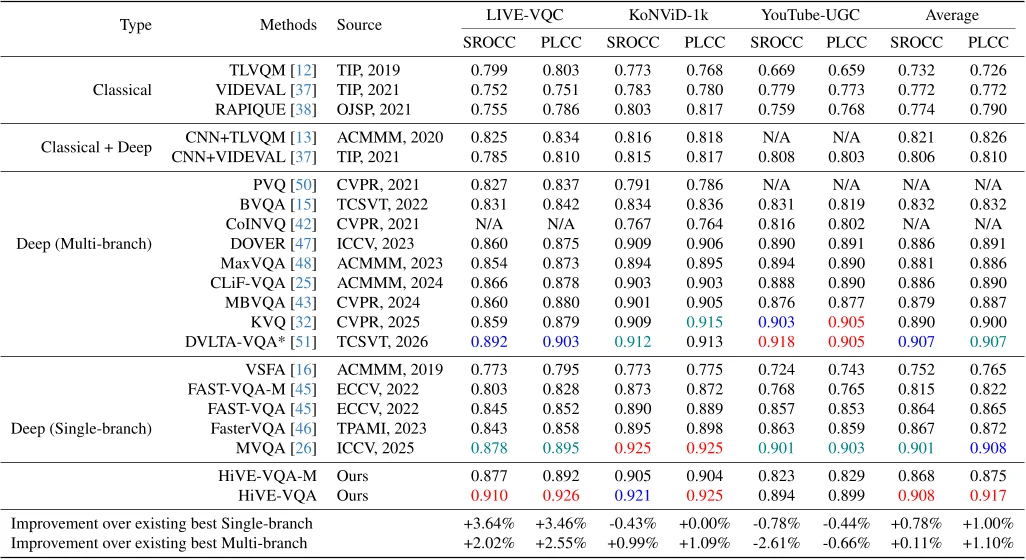 Type Methods Source LIVE-VQC KoNViD-1k YouTube-UGC Average
SROCC PLCC SROCC PLCC SROCC PLCC SROCC PLCC
Classical
TLVQM [12] TIP, 2019 0.799 0.803 0.773 0.768 0.669 0.659 0.732 0.726
VIDEVAL [37] TIP, 2021 0.752 0.751 0.783 0.780 0.779 0.773 0.772 0.772
RAPIQUE [38] OJSP, 2021 0.755 0.786 0.803 0.817 0.759 0.768 0.774 0.790
Classical + Deep
CNN+TLVQM [13] ACMMM, 2020 0.825 0.834 0.816 0.818 N/A N/A 0.821 0.826
CNN+VIDEVAL [37] TIP, 2021 0.785 0.810 0.815 0.817 0.808 0.803 0.806 0.810
Deep (Multi-branch)
PVQ [50] CVPR, 2021 0.827 0.837 0.791 0.786 N/A N/A N/A N/A
BVQA [15] TCSVT, 2022 0.831 0.842 0.834 0.836 0.831 0.819 0.832 0.832
CoINVQ [42] CVPR, 2021 N/A N/A 0.767 0.764 0.816 0.802 N/A N/A
DOVER [47] ICCV, 2023 0.860 0.875 0.909 0.906 0.890 0.891 0.886 0.891
MaxVQA [48] ACMMM, 2023 0.854 0.873 0.894 0.895 0.894 0.890 0.881 0.886
CLiF-VQA [25] ACMMM, 2024 0.866 0.878 0.903 0.903 0.888 0.890 0.886 0.890
MBVQA [43] CVPR, 2024 0.860 0.880 0.901 0.905 0.876 0.877 0.879 0.887
KVQ [32] CVPR, 2025 0.859 0.879 0.909 0.915 0.903 0.905 0.890 0.900
DVLTA-VQA* [51] TCSVT, 2026 0.892 0.903 0.912 0.913 0.918 0.905 0.907 0.907
Deep (Single-branch)
VSFA [16] ACMMM, 2019 0.773 0.795 0.773 0.775 0.724 0.743 0.752 0.765
FAST-VQA-M [45] ECCV, 2022 0.803 0.828 0.873 0.872 0.768 0.765 0.815 0.822
FAST-VQA [45] ECCV, 2022 0.845 0.852 0.890 0.889 0.857 0.853 0.864 0.865
FasterVQA [46] TPAMI, 2023 0.843 0.858 0.895 0.898 0.863 0.859 0.867 0.872
MVQA [26] ICCV, 2025 0.878 0.895 0.925 0.925 0.901 0.903 0.901 0.908
HiVE-VQA-M Ours 0.877 0.892 0.905 0.904 0.823 0.829 0.868 0.875
HiVE-VQA Ours 0.910 0.926 0.921 0.925 0.894 0.899 0.908 0.917
Improvement over existing best Single-branch +3.64% +3.46% -0.43% +0.00% -0.78% -0.44% +0.78% +1.00%
Improvement over existing best Multi-branch +2.02% +2.55% +0.99% +1.09% -2.61% -0.66% +0.11% +1.10%